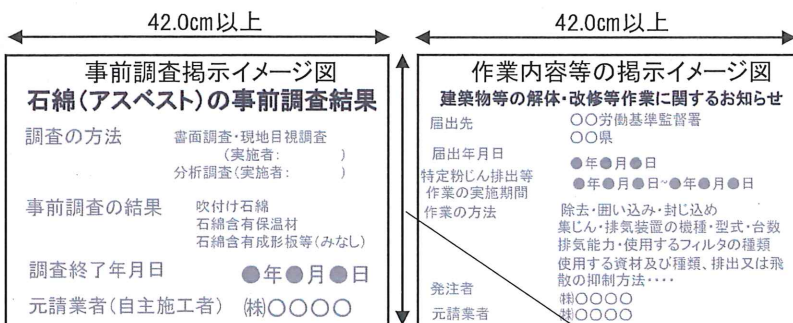 42.0cm以上
事前調査掲示イメージ図
石綿(アスベスト)の事前調査結果
調査の方法 書面調査・現地目視調査
(実施者: )
分析調査(実施者: )
事前調査の結果 吹付け石綿
石綿含有保温材
石綿含有成形板等(みなし)
調査終了年月日 ●年●月●日
元請業者(自主施工者) ㈱〇〇〇〇
42.0cm以上
作業内容等の掲示イメージ図
建築物等の解体・改修等作業に関するお知らせ
届出先 〇〇労働基準監督署
〇〇県
届出年月日 ●年●月●日
特定粉じん排出等
作業の実施期間 ●年●月●日~●年●月●日
作業の方法 除去・囲い込み・封じ込め
集じん・排気装置の機種・型式・台数
排気能力・使用するフィルタの種類
使用する資材及び種類、排出又は飛
散の抑制方法・・・・
発注者 ㈱〇〇〇〇
元請業者 ㈱〇〇〇〇